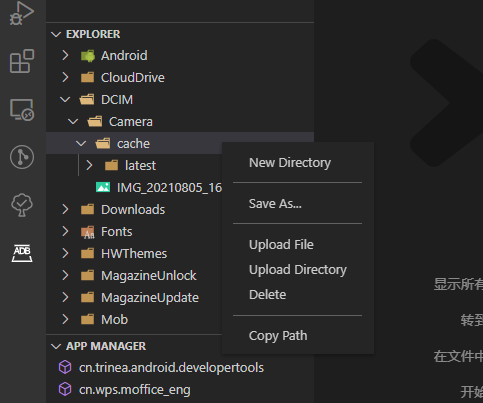 EXPLORER
Android
CloudDrive
DCIM
Camera
cache
latest
IMG_20210805_16
Downloads
Fonts
HWThemes
MagazineUnlock
MagazineUpdate
Mob
APP MANAGER
cn.trinea.android.developertools
cn.wps.moffice_eng
New Directory
Save As...
Upload File
Upload Directory
Delete
Copy Path
ADB
Aa
显示所有
转到
在文件中
开始